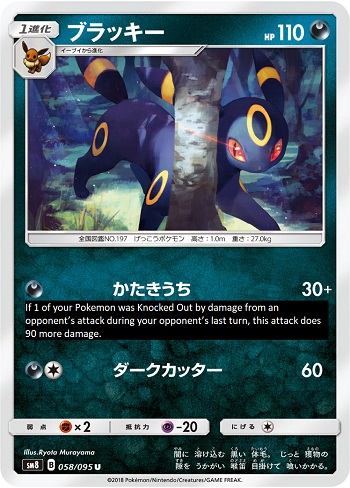 1進化
ブラッキー
HP 110
イーブイから進化
全国図鑑NO.197 げっこうポケモン 高さ：1.0m 重さ：27.0kg
かたきうち 30+
If 1 of your Pokemon was Knocked Out by damage from an
opponent's attack during your opponent's last turn, this attack does
90 more damage.
ダークカッター 60
弱点 ×2 抵抗力 -20 にげる
Illus.Ryota Murayama
闇に 溶け込む 黒い 体毛。 じっと 獲物の
隙を うかがい 喉笛 目掛けて 喰いかかる。
sm8 B 058/095 U
©2018 Pokémon/Nintendo/Creatures/GAME FREAK.